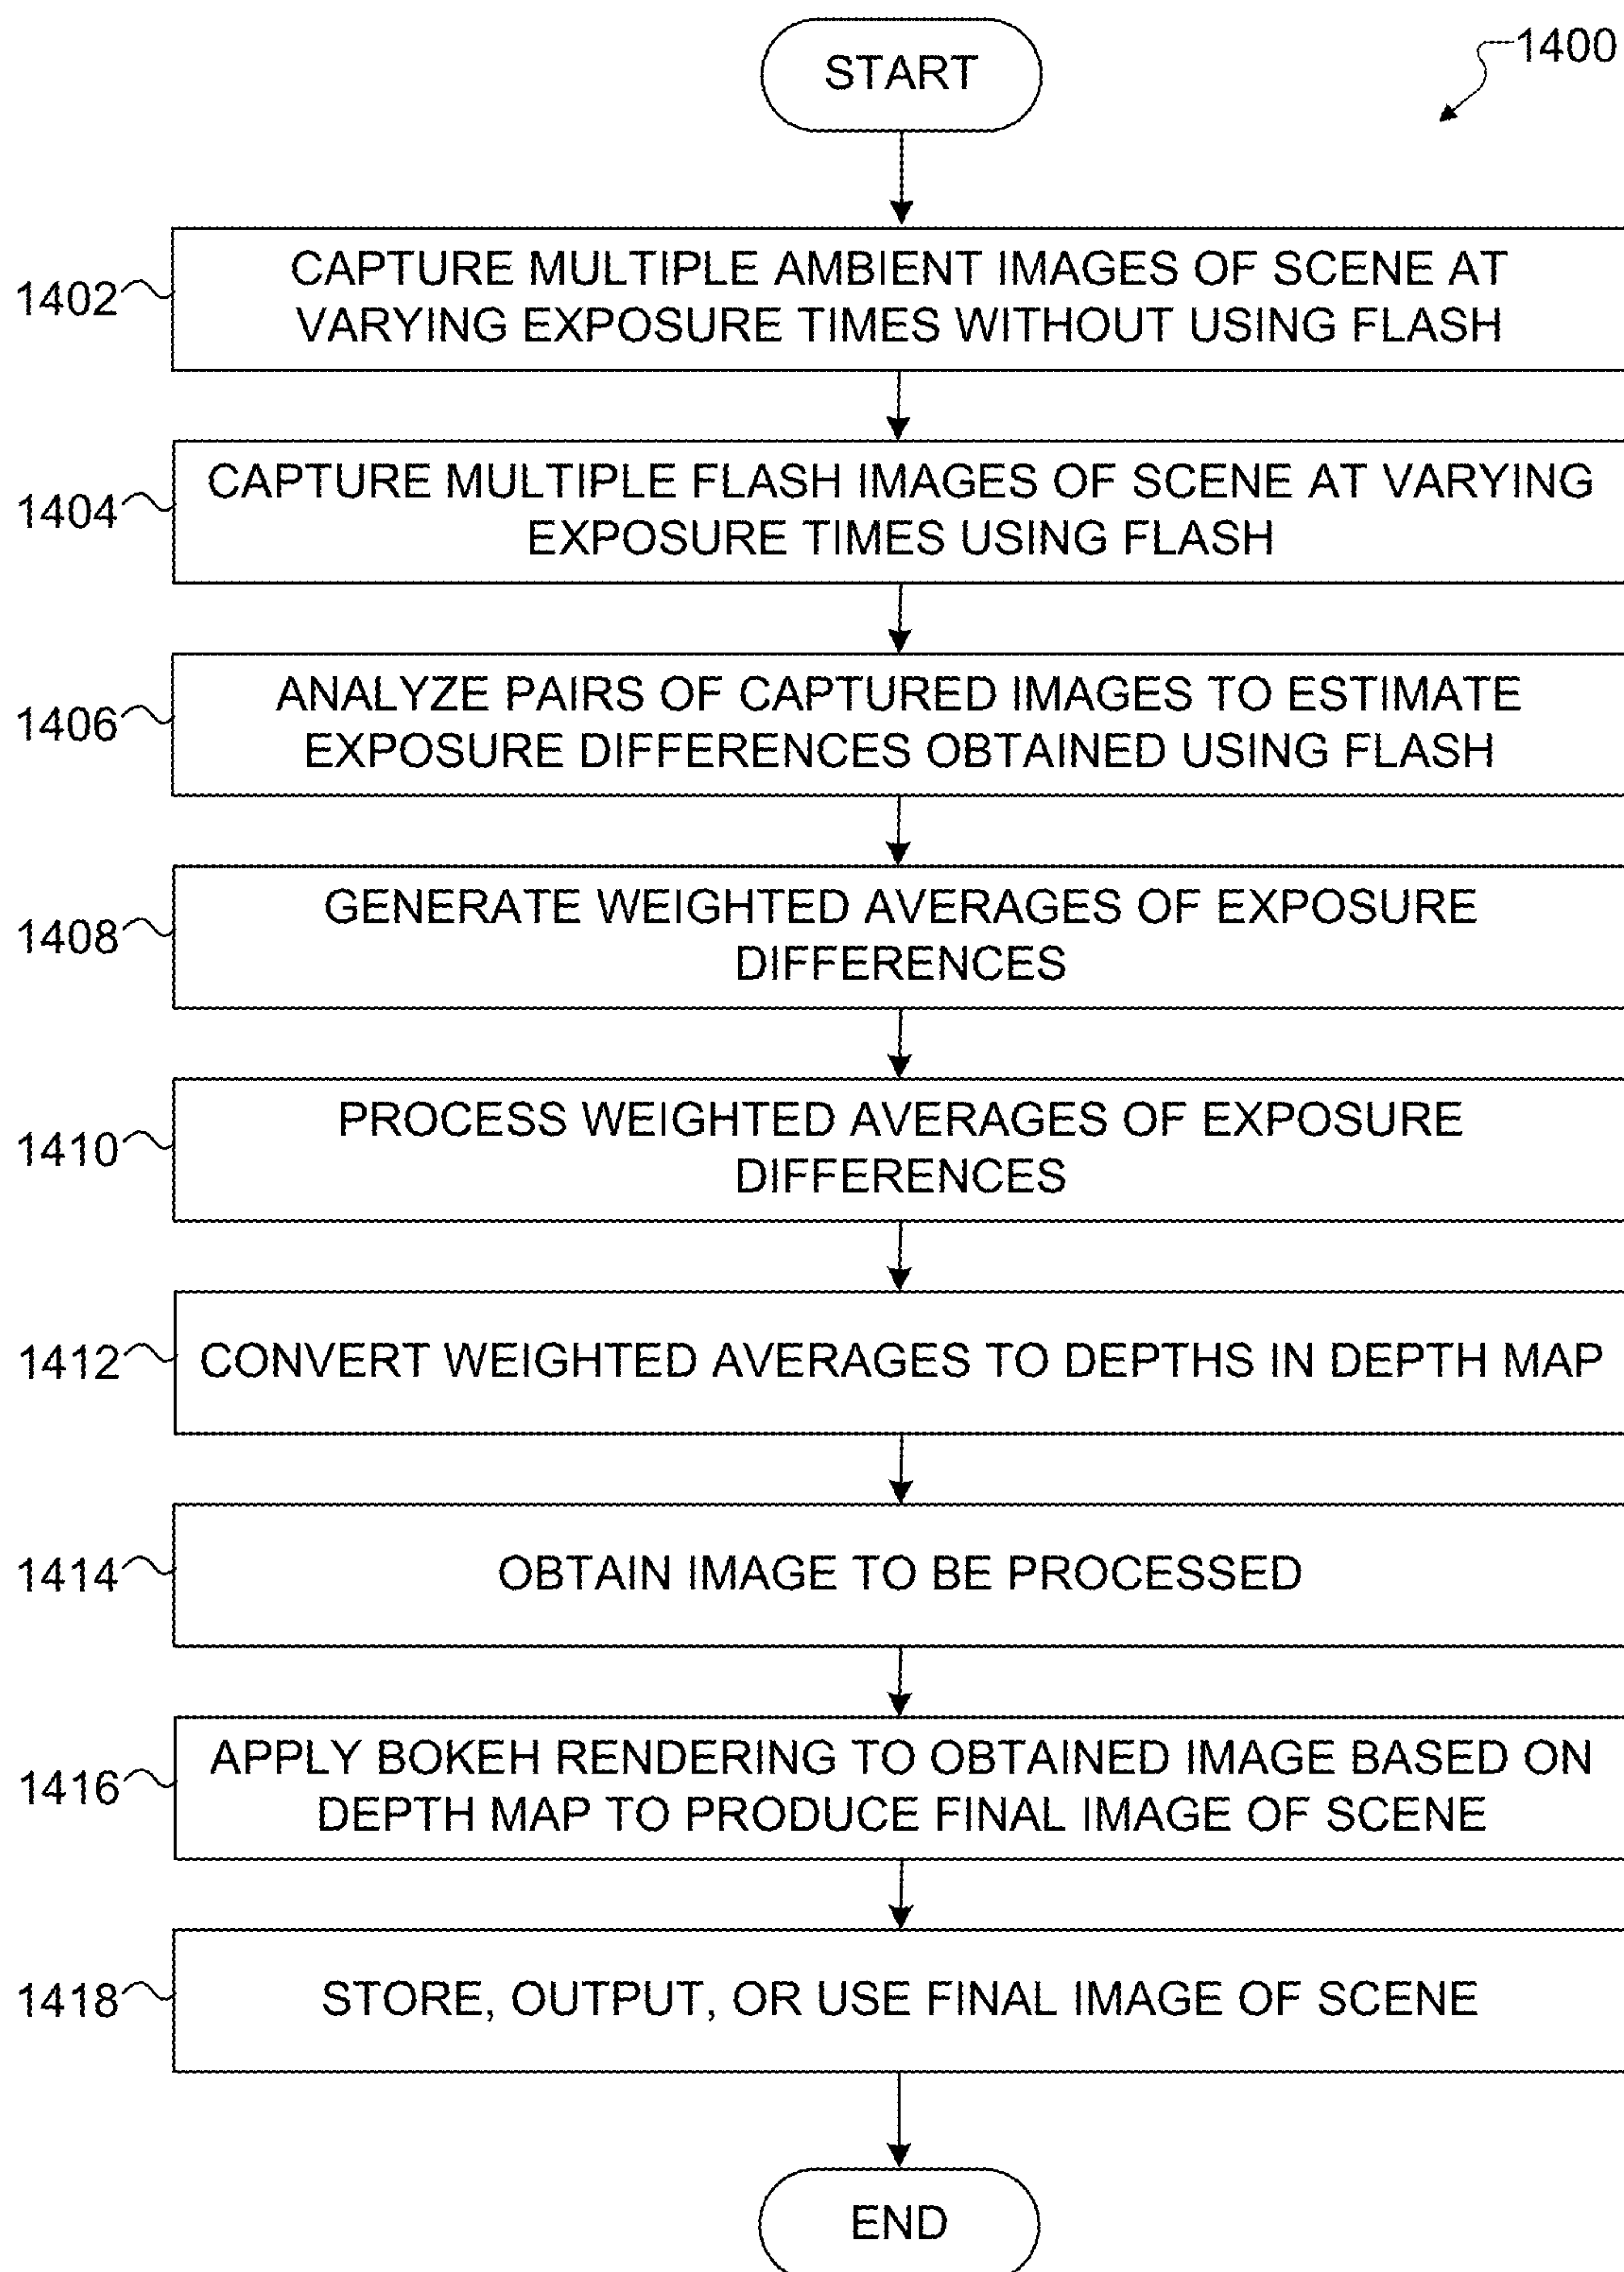 START
1400
1402
CAPTURE MULTIPLE AMBIENT IMAGES OF SCENE AT
VARYING EXPOSURE TIMES WITHOUT USING FLASH
1404
CAPTURE MULTIPLE FLASH IMAGES OF SCENE AT VARYING
EXPOSURE TIMES USING FLASH
1406
ANALYZE PAIRS OF CAPTURED IMAGES TO ESTIMATE
EXPOSURE DIFFERENCES OBTAINED USING FLASH
1408
GENERATE WEIGHTED AVERAGES OF EXPOSURE
DIFFERENCES
1410
PROCESS WEIGHTED AVERAGES OF EXPOSURE
DIFFERENCES
1412
CONVERT WEIGHTED AVERAGES TO DEPTHS IN DEPTH MAP
1414
OBTAIN IMAGE TO BE PROCESSED
1416
APPLY BOKEH RENDERING TO OBTAINED IMAGE BASED ON
DEPTH MAP TO PRODUCE FINAL IMAGE OF SCENE
1418
STORE, OUTPUT, OR USE FINAL IMAGE OF SCENE
END